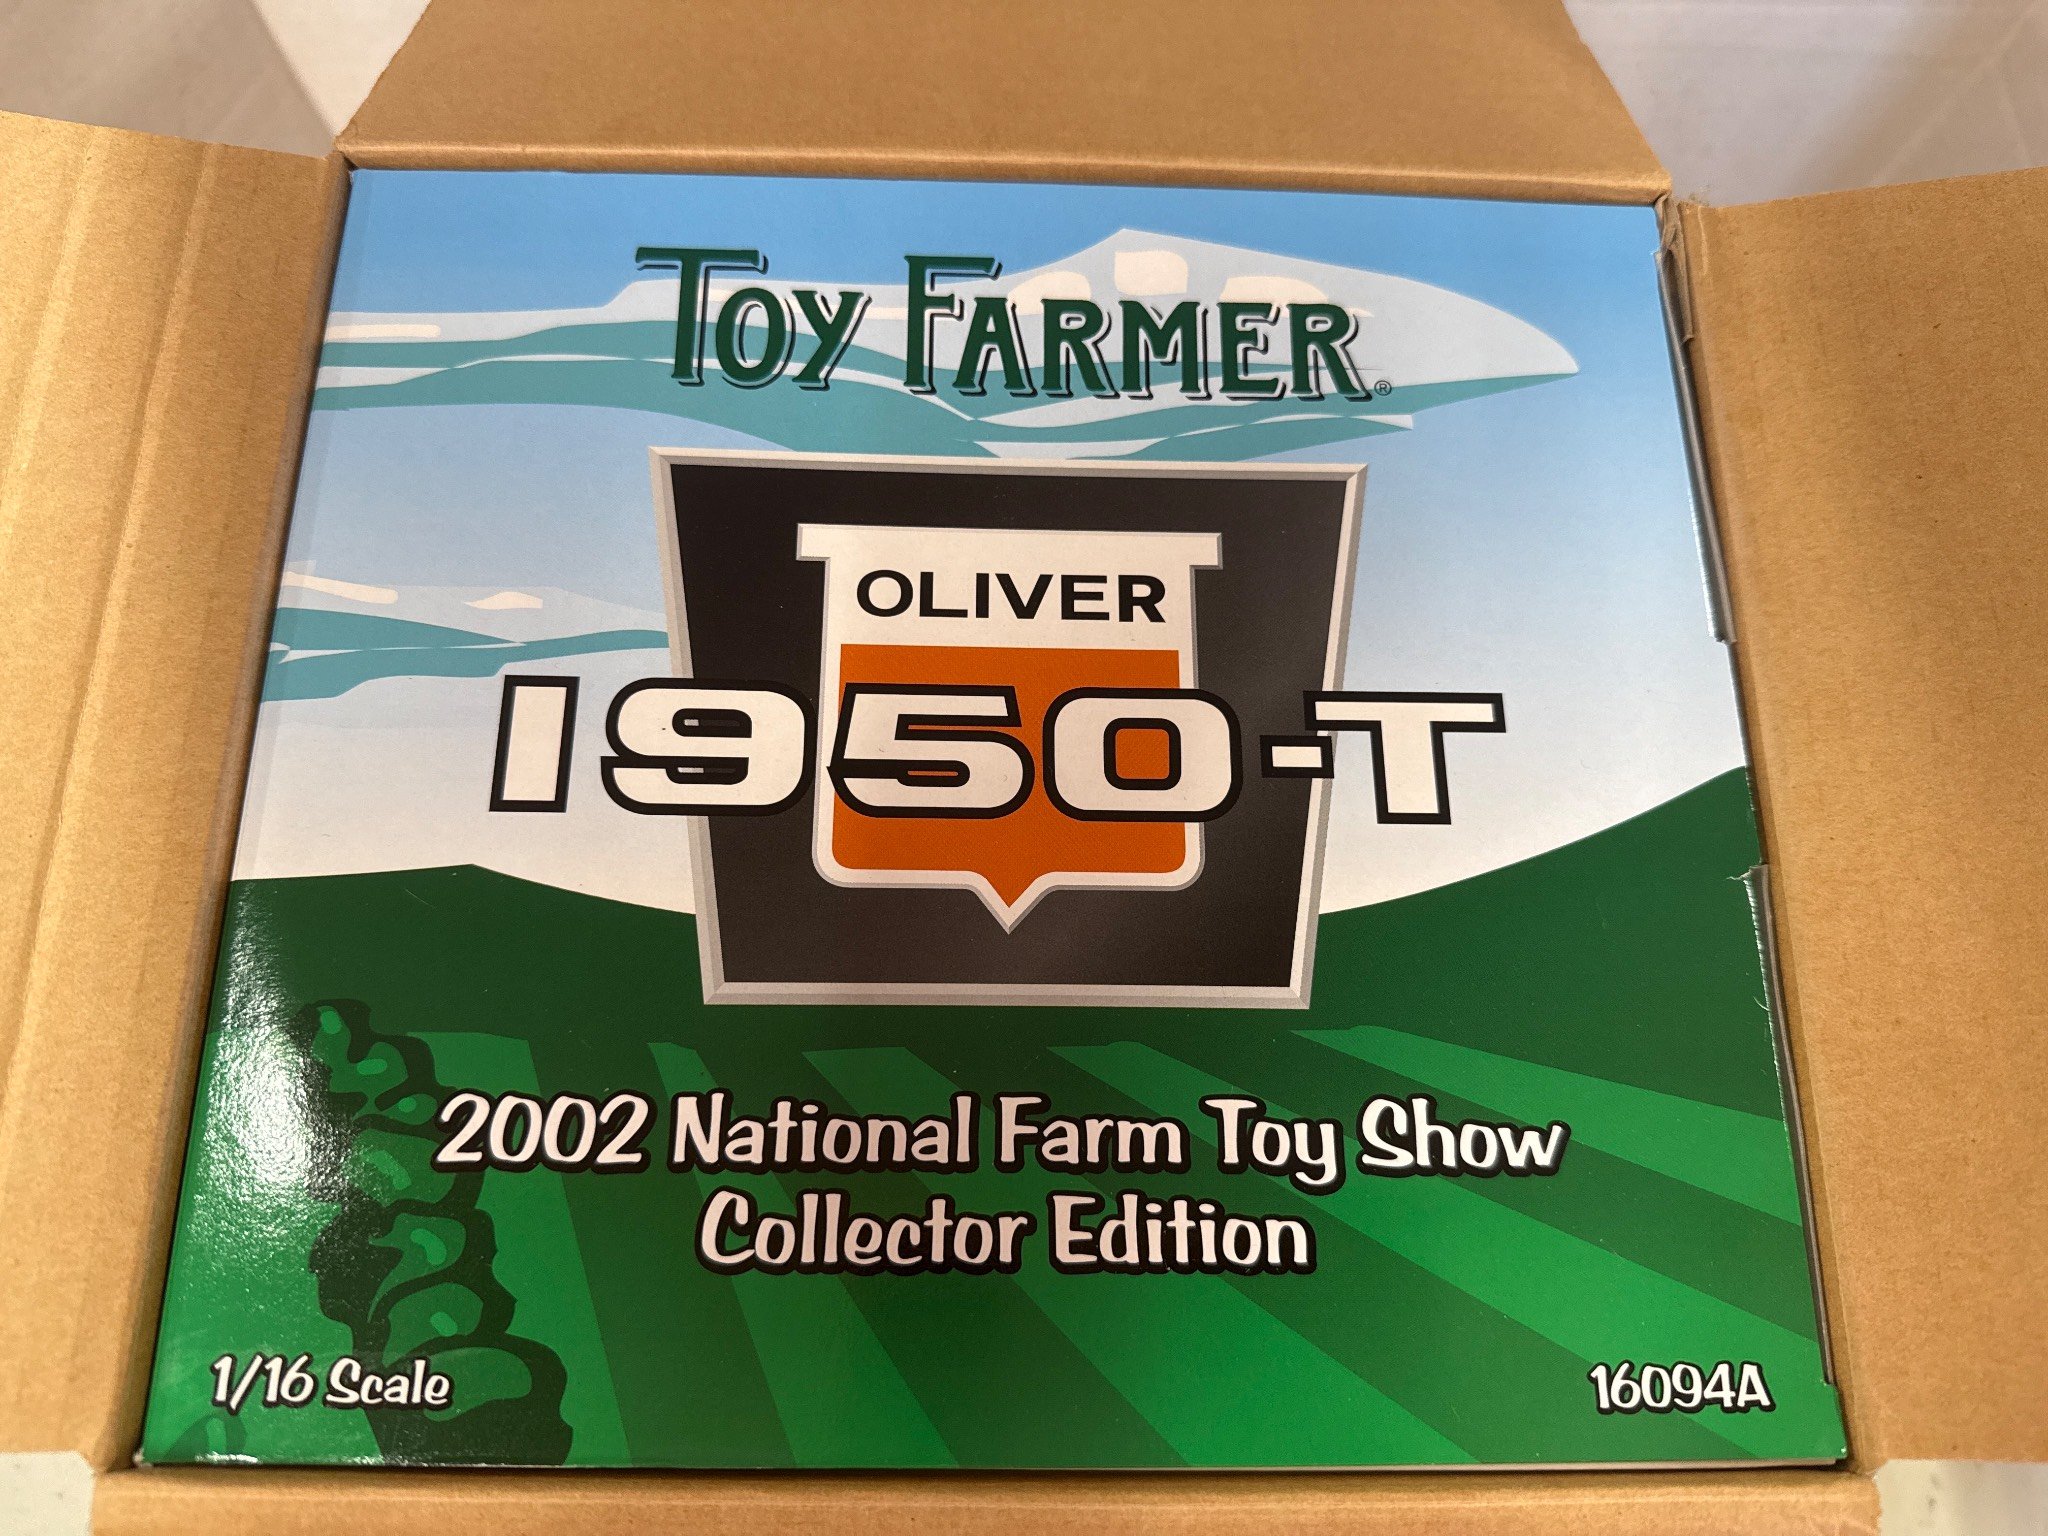 TOY FARMER®
OLIVER
1950-T
2002 National Farm Toy Show
Collector Edition
1/16 Scale
16094A